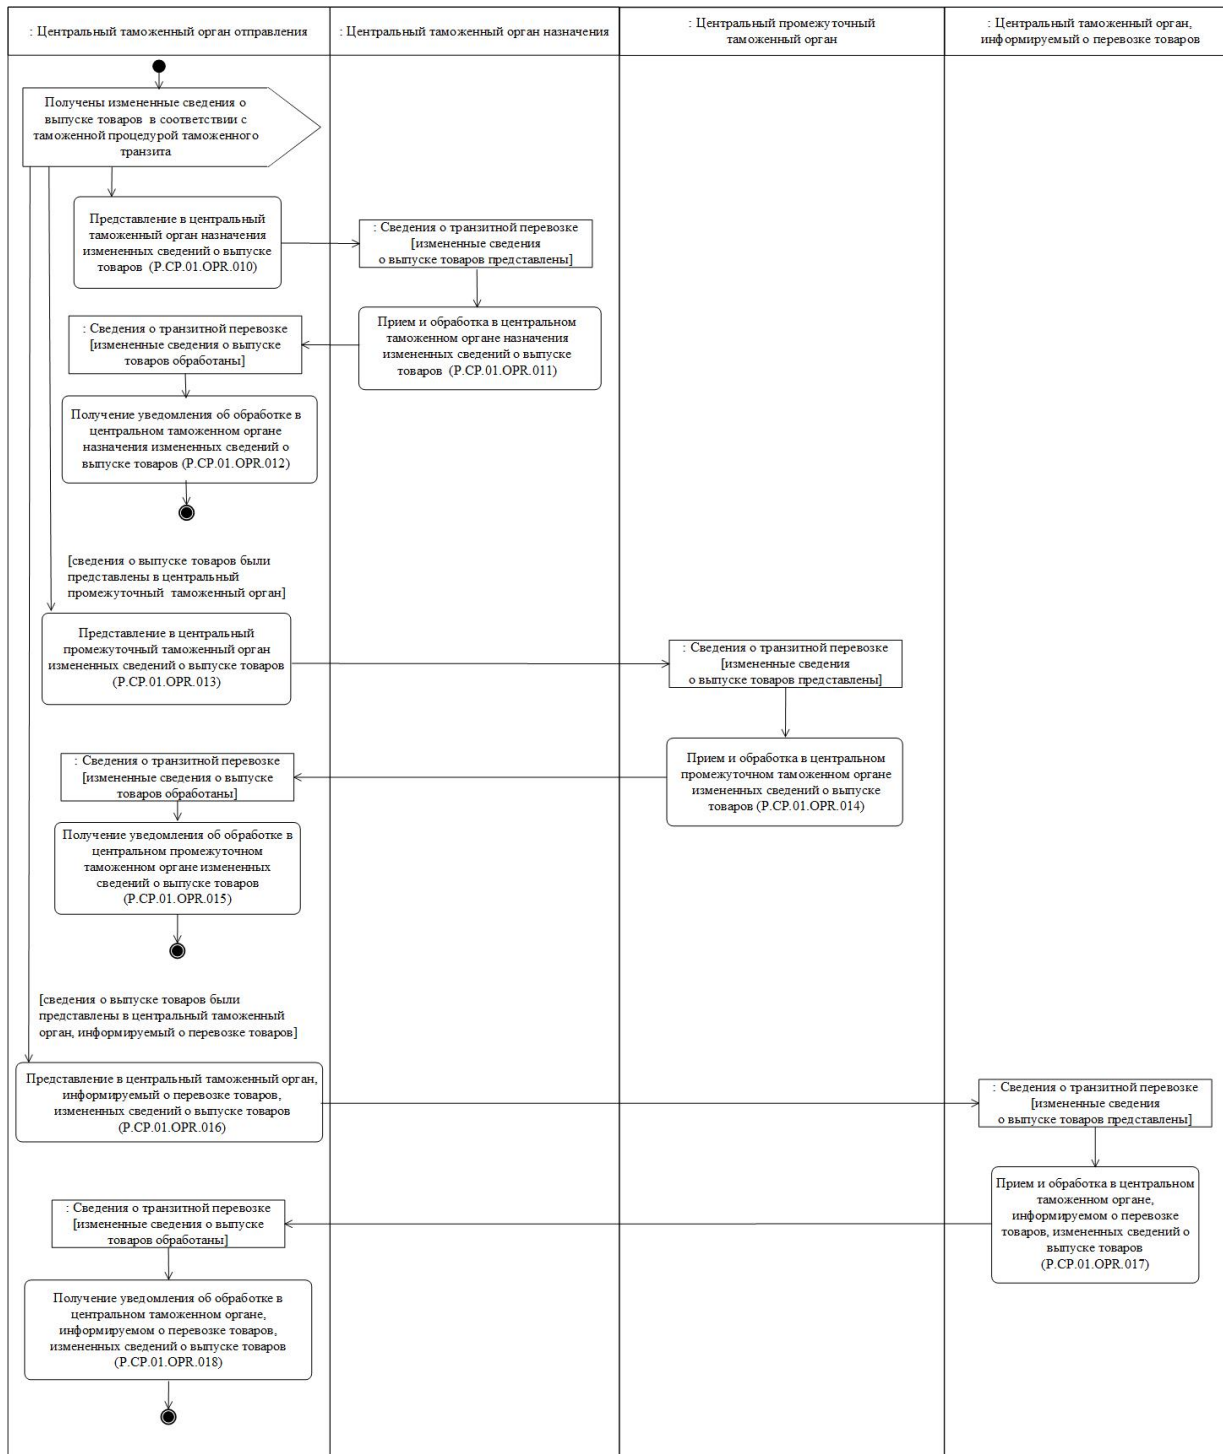 : Центральный таможенный орган отправления
: Центральный таможенный орган назначения
: Центральный промежуточный
таможенный орган
: Центральный таможенный орган,
информируемый о перевозке товаров
Получены измененные сведения о
выпуске товаров в соответствии с
таможенной процедурой таможенного
транзита
Представление в центральный
таможенный орган назначения
измененных сведений о выпуске
товаров (P.CP.01.OPR.010)
: Сведения о транзитной перевозке
[измененные сведения
о выпуске товаров представлены]
Прием и обработка в центральном
таможенном органе назначения
измененных сведений о выпуске
товаров (P.CP.01.OPR.011)
: Сведения о транзитной перевозке
[измененные сведения о выпуске
товаров обработаны]
Получение уведомления об обработке в
центральном таможенном органе
назначения измененных сведений о
выпуске товаров (P.CP.01.OPR.012)
[сведения о выпуске товаров были
представлены в центральный
промежуточный таможенный орган]
Представление в центральный
промежуточный таможенный орган
измененных сведений о выпуске товаров
(P.CP.01.OPR.013)
: Сведения о транзитной перевозке
[измененные сведения
о выпуске товаров представлены]
Прием и обработка в центральном
промежуточном таможенном органе
измененных сведений о выпуске
товаров (P.CP.01.OPR.014)
: Сведения о транзитной перевозке
[измененные сведения о выпуске
товаров обработаны]
Получение уведомления об обработке в
центральном промежуточном
таможенном органе измененных
сведений о выпуске товаров
(P.CP.01.OPR.015)
[сведения о выпуске товаров были
представлены в центральный таможенный
орган, информируемый о перевозке товаров]
Представление в центральный таможенный орган,
информируемый о перевозке товаров,
измененных сведений о выпуске товаров
(P.CP.01.OPR.016)
: Сведения о транзитной перевозке
[измененные сведения
о выпуске товаров представлены]
Прием и обработка в центральном
таможенном органе,
информируемом о перевозке
товаров, измененных сведений о
выпуске товаров
(P.CP.01.OPR.017)
: Сведения о транзитной перевозке
[измененные сведения о выпуске
товаров обработаны]
Получение уведомления об обработке в
центральном таможенном органе,
информируемом о перевозке товаров,
измененных сведений о выпуске товаров
(P.CP.01.OPR.018)